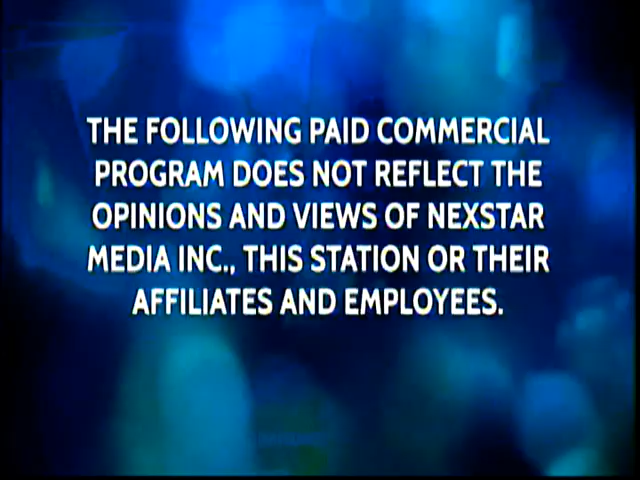 THE FOLLOWING PAID COMMERCIAL
PROGRAM DOES NOT REFLECT THE
OPINIONS AND VIEWS OF NEXSTAR
MEDIA INC., THIS STATION OR THEIR
AFFILIATES AND EMPLOYEES.